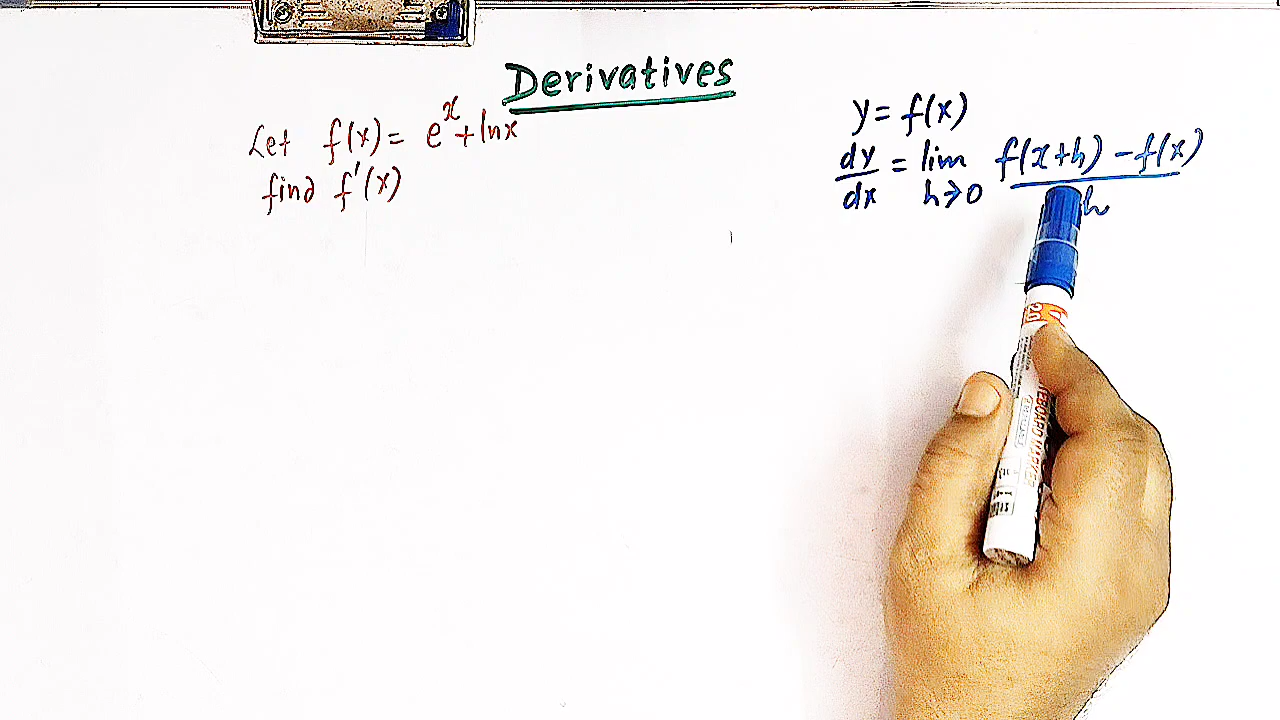 Derivatives
Let f(x) = e^x + ln x
find f'(x)
y = f(x)
dy/dx = lim h→0 f(x+h) - f(x) / h